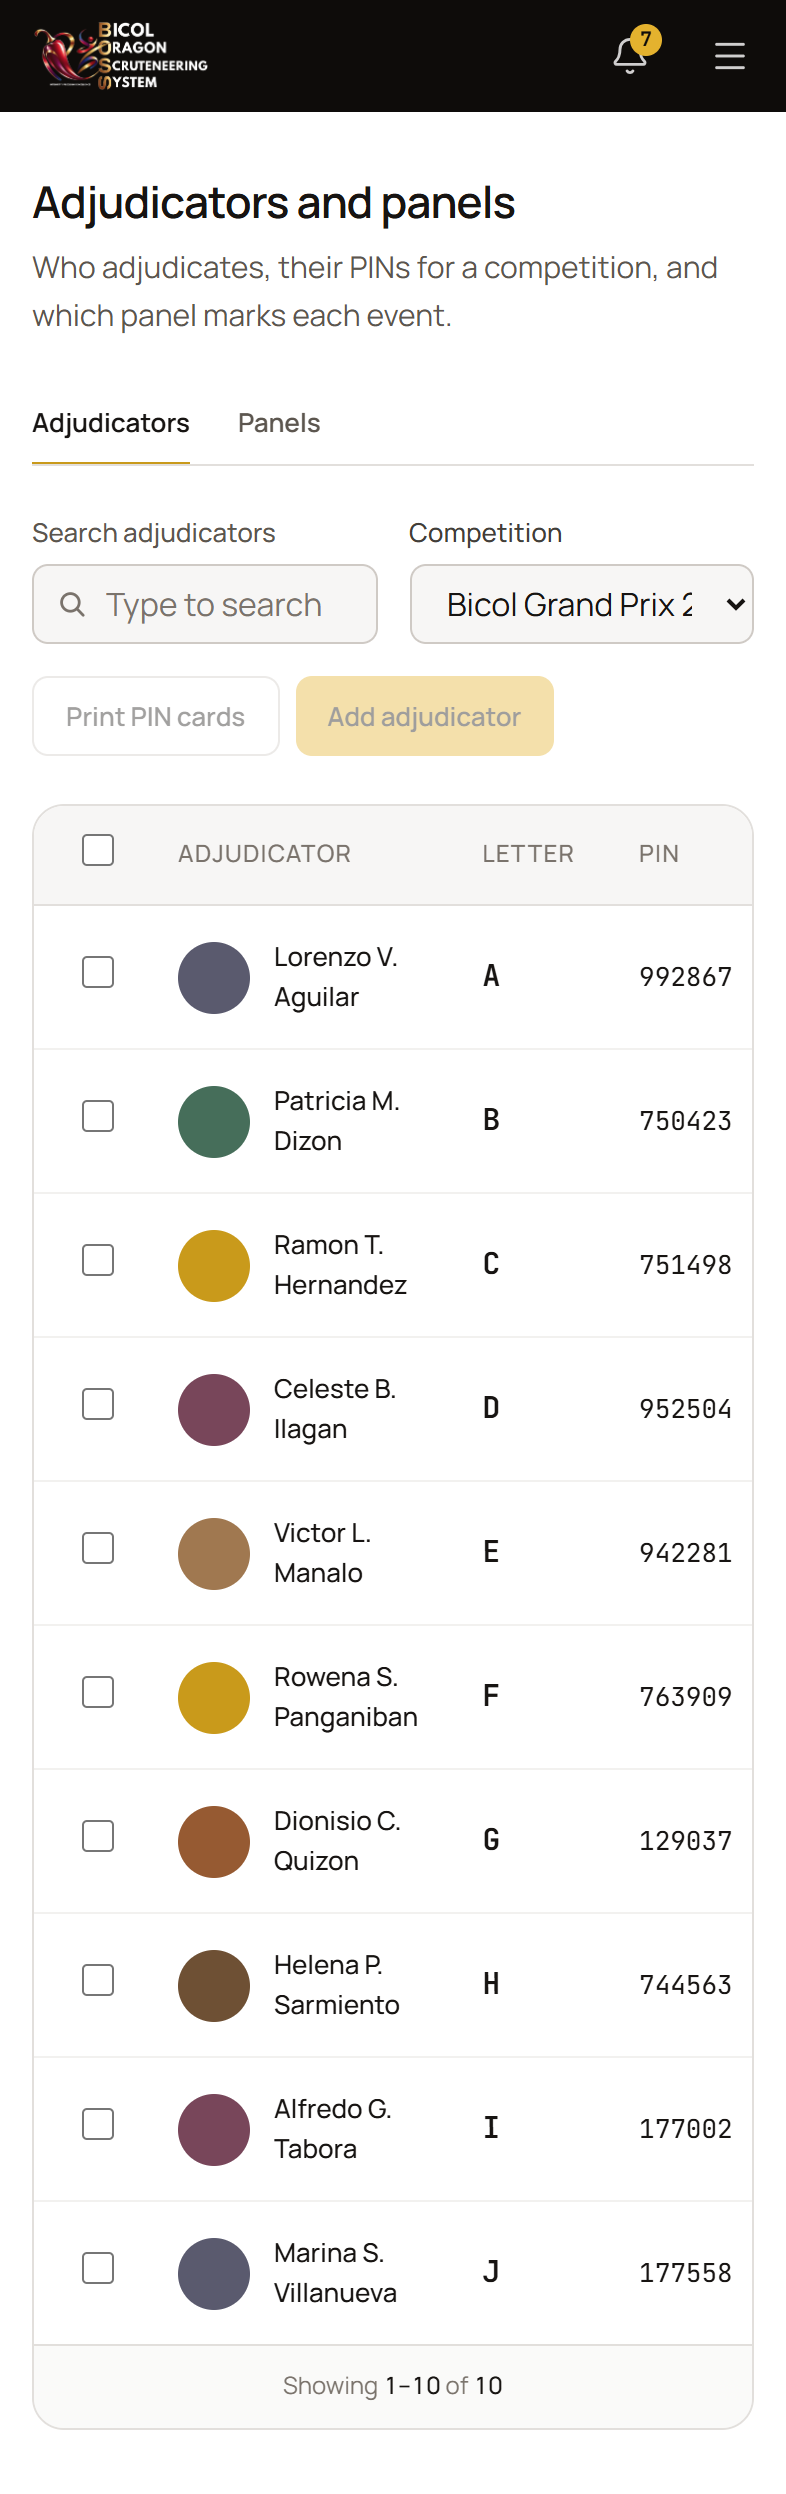 BICOL
DRAGON
SCRUTENEERING
SYSTEM
7
Adjudicators and panels
Who adjudicates, their PINs for a competition, and
which panel marks each event.
Adjudicators Panels
Search adjudicators Competition
Type to search Bicol Grand Prix 2
Print PIN cards Add adjudicator
ADJUDICATOR LETTER PIN
Lorenzo V.
Aguilar A 992867
Patricia M.
Dizon B 750423
Ramon T.
Hernandez C 751498
Celeste B.
Ilagan D 952504
Victor L.
Manalo E 942281
Rowena S.
Panganiban F 763909
Dionisio C.
Quizon G 129037
Helena P.
Sarmiento H 744563
Alfredo G.
Tabora I 177002
Marina S.
Villanueva J 177558
Showing 1–10 of 10